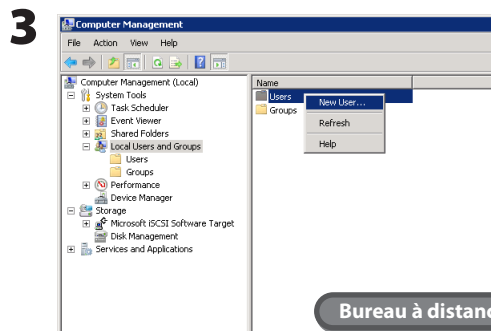 3
Computer Management
File Action View Help
Computer Management (Local)
System Tools
Task Scheduler
Event Viewer
Shared Folders
Local Users and Groups
Users
Groups
Performance
Device Manager
Storage
Microsoft iSCSI Software Target
Disk Management
Services and Applications
Name
Users
Groups
New User...
Refresh
Help
Bureau à distanc